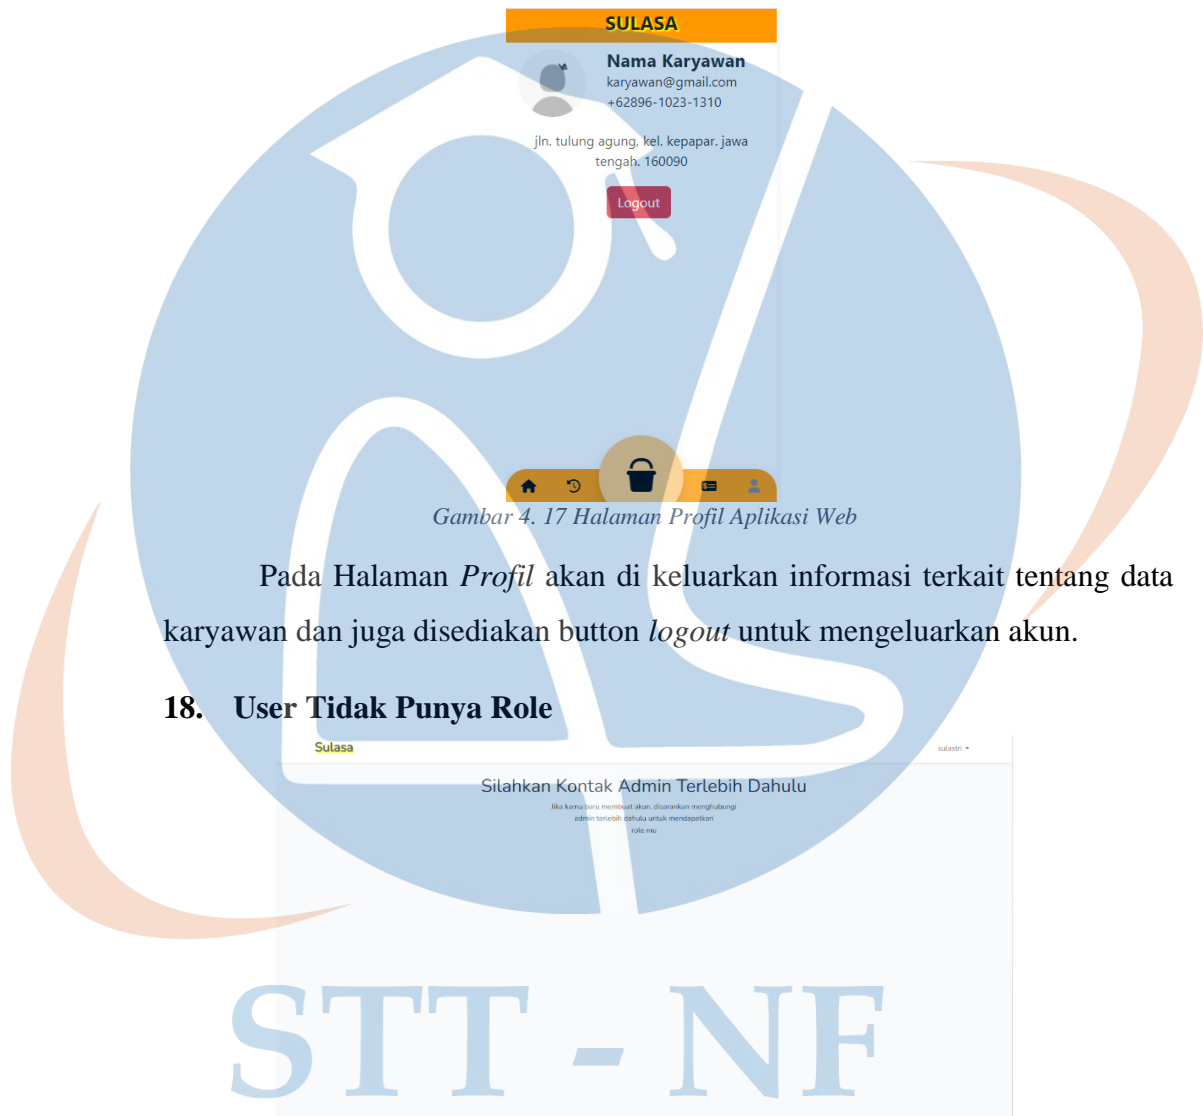 SULASA
Nama Karyawan
karyawan@gmail.com
+62896-1023-1310
jln. tulung agung, kel. kepapar. jawa
tengah. 160090
Logout
Gambar 4. 17 Halaman Profil Aplikasi Web
Pada Halaman Profil akan di keluarkan informasi terkait tentang data
karyawan dan juga disediakan button logout untuk mengeluarkan akun.
18. User Tidak Punya Role
Sulasa
sulastri
Silahkan Kontak Admin Terlebih Dahulu
Jika kamu baru membuat akun, disarankan menghubungi
admin terlebih dahulu untuk mendapatkan
role mu
STT - NF